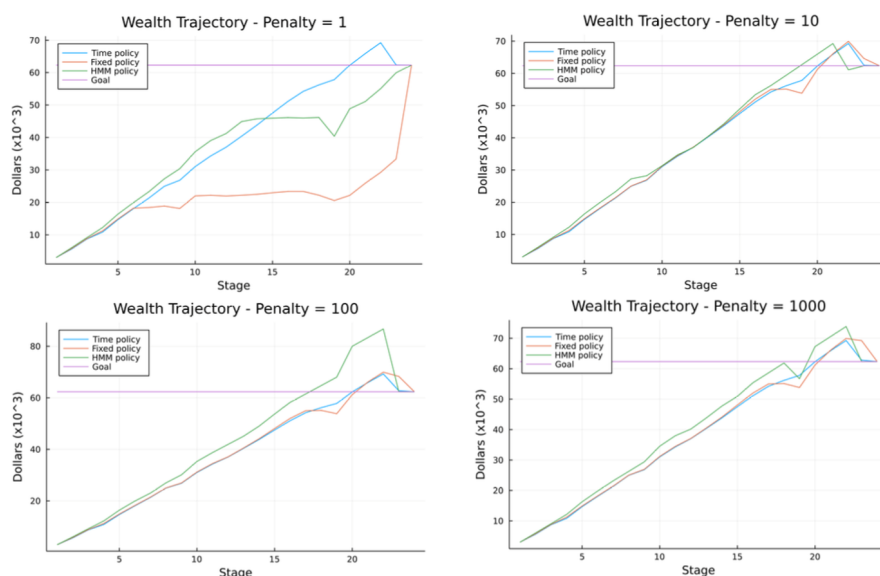 Wealth Trajectory - Penalty = 1
70
60
50
40
30
20
10
Time policy
Fixed policy
HMM policy
Goal
Dollars (x10^3)
5 10 15 20
Stage
Wealth Trajectory - Penalty = 10
70
60
50
40
30
20
10
Time policy
Fixed policy
HMM policy
Goal
Dollars (x10^3)
5 10 15 20
Stage
Wealth Trajectory - Penalty = 100
80
60
40
20
Time policy
Fixed policy
HMM policy
Goal
Dollars (x10^3)
5 10 15 20
Stage
Wealth Trajectory - Penalty = 1000
70
60
50
40
30
20
10
Time policy
Fixed policy
HMM policy
Goal
Dollars (x10^3)
5 10 15 20
Stage